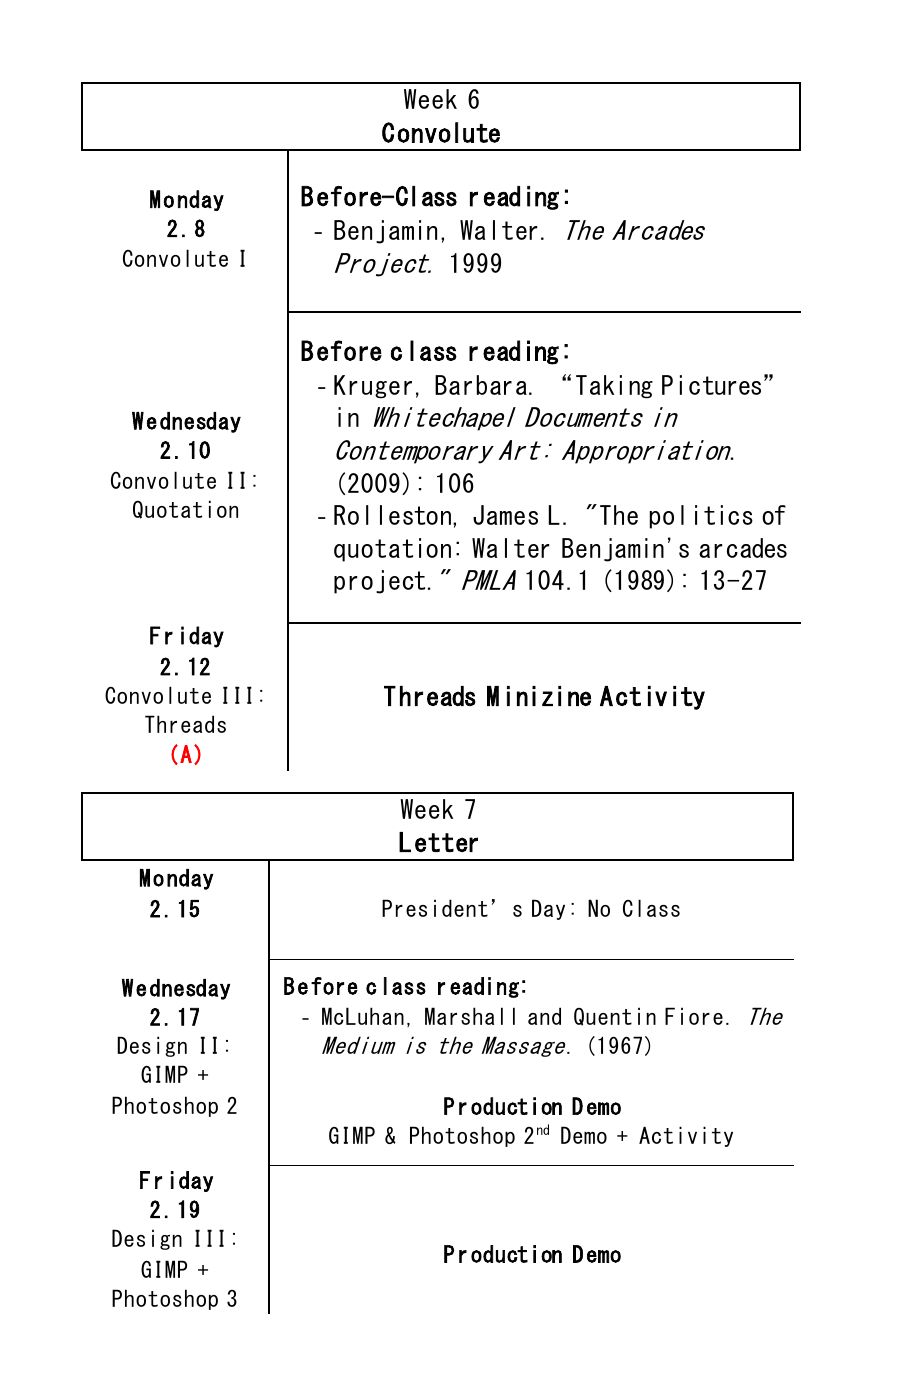 Week 6
Convolute
Monday
2.8
Convolute I
Before-Class reading:
- Benjamin, Walter. The Arcades
Project. 1999
Wednesday
2.10
Convolute II:
Quotation
Before class reading:
- Kruger, Barbara. “Taking Pictures”
in Whitechapel Documents in
Contemporary Art: Appropriation.
(2009): 106
- Rolleston, James L. "The politics of
quotation: Walter Benjamin's arcades
project." PMLA 104.1 (1989): 13-27
Friday
2.12
Convolute III:
Threads
(A)
Threads Minizine Activity
Week 7
Letter
Monday
2.15
President’s Day: No Class
Wednesday
2.17
Design II:
GIMP +
Photoshop 2
Before class reading:
- McLuhan, Marshall and Quentin Fiore. The
Medium is the Massage. (1967)
Production Demo
GIMP & Photoshop 2nd Demo + Activity
Friday
2.19
Design III:
GIMP +
Photoshop 3
Production Demo